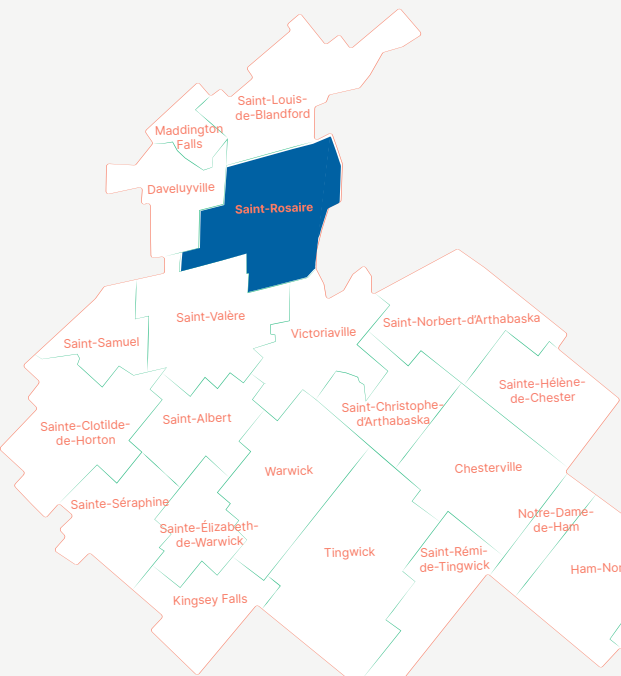 Saint-Louis-
de-Blandford
Maddington
Falls
Daveluyville
Saint-Rosaire
Saint-Valère
Saint-Samuel
Victoriaville
Saint-Norbert-d'Arthabaska
Sainte-Hélène-
de-Chester
Saint-Christophe-
d'Arthabaska
Saint-Albert
Sainte-Clotilde-
de-Horton
Warwick
Chesterville
Sainte-Séraphine
Notre-Dame-
de-Ham
Sainte-Élizabeth-
de-Warwick
Tingwick
Saint-Rémi-
de-Tingwick
Ham-Nor
Kingsey Falls